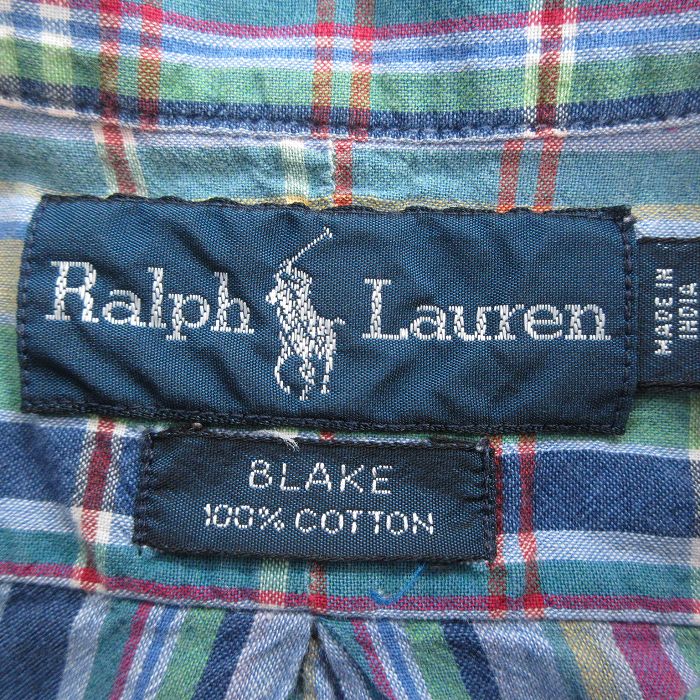 Ralph Lauren
MADE IN
INDIA
BLAKE
100% COTTON